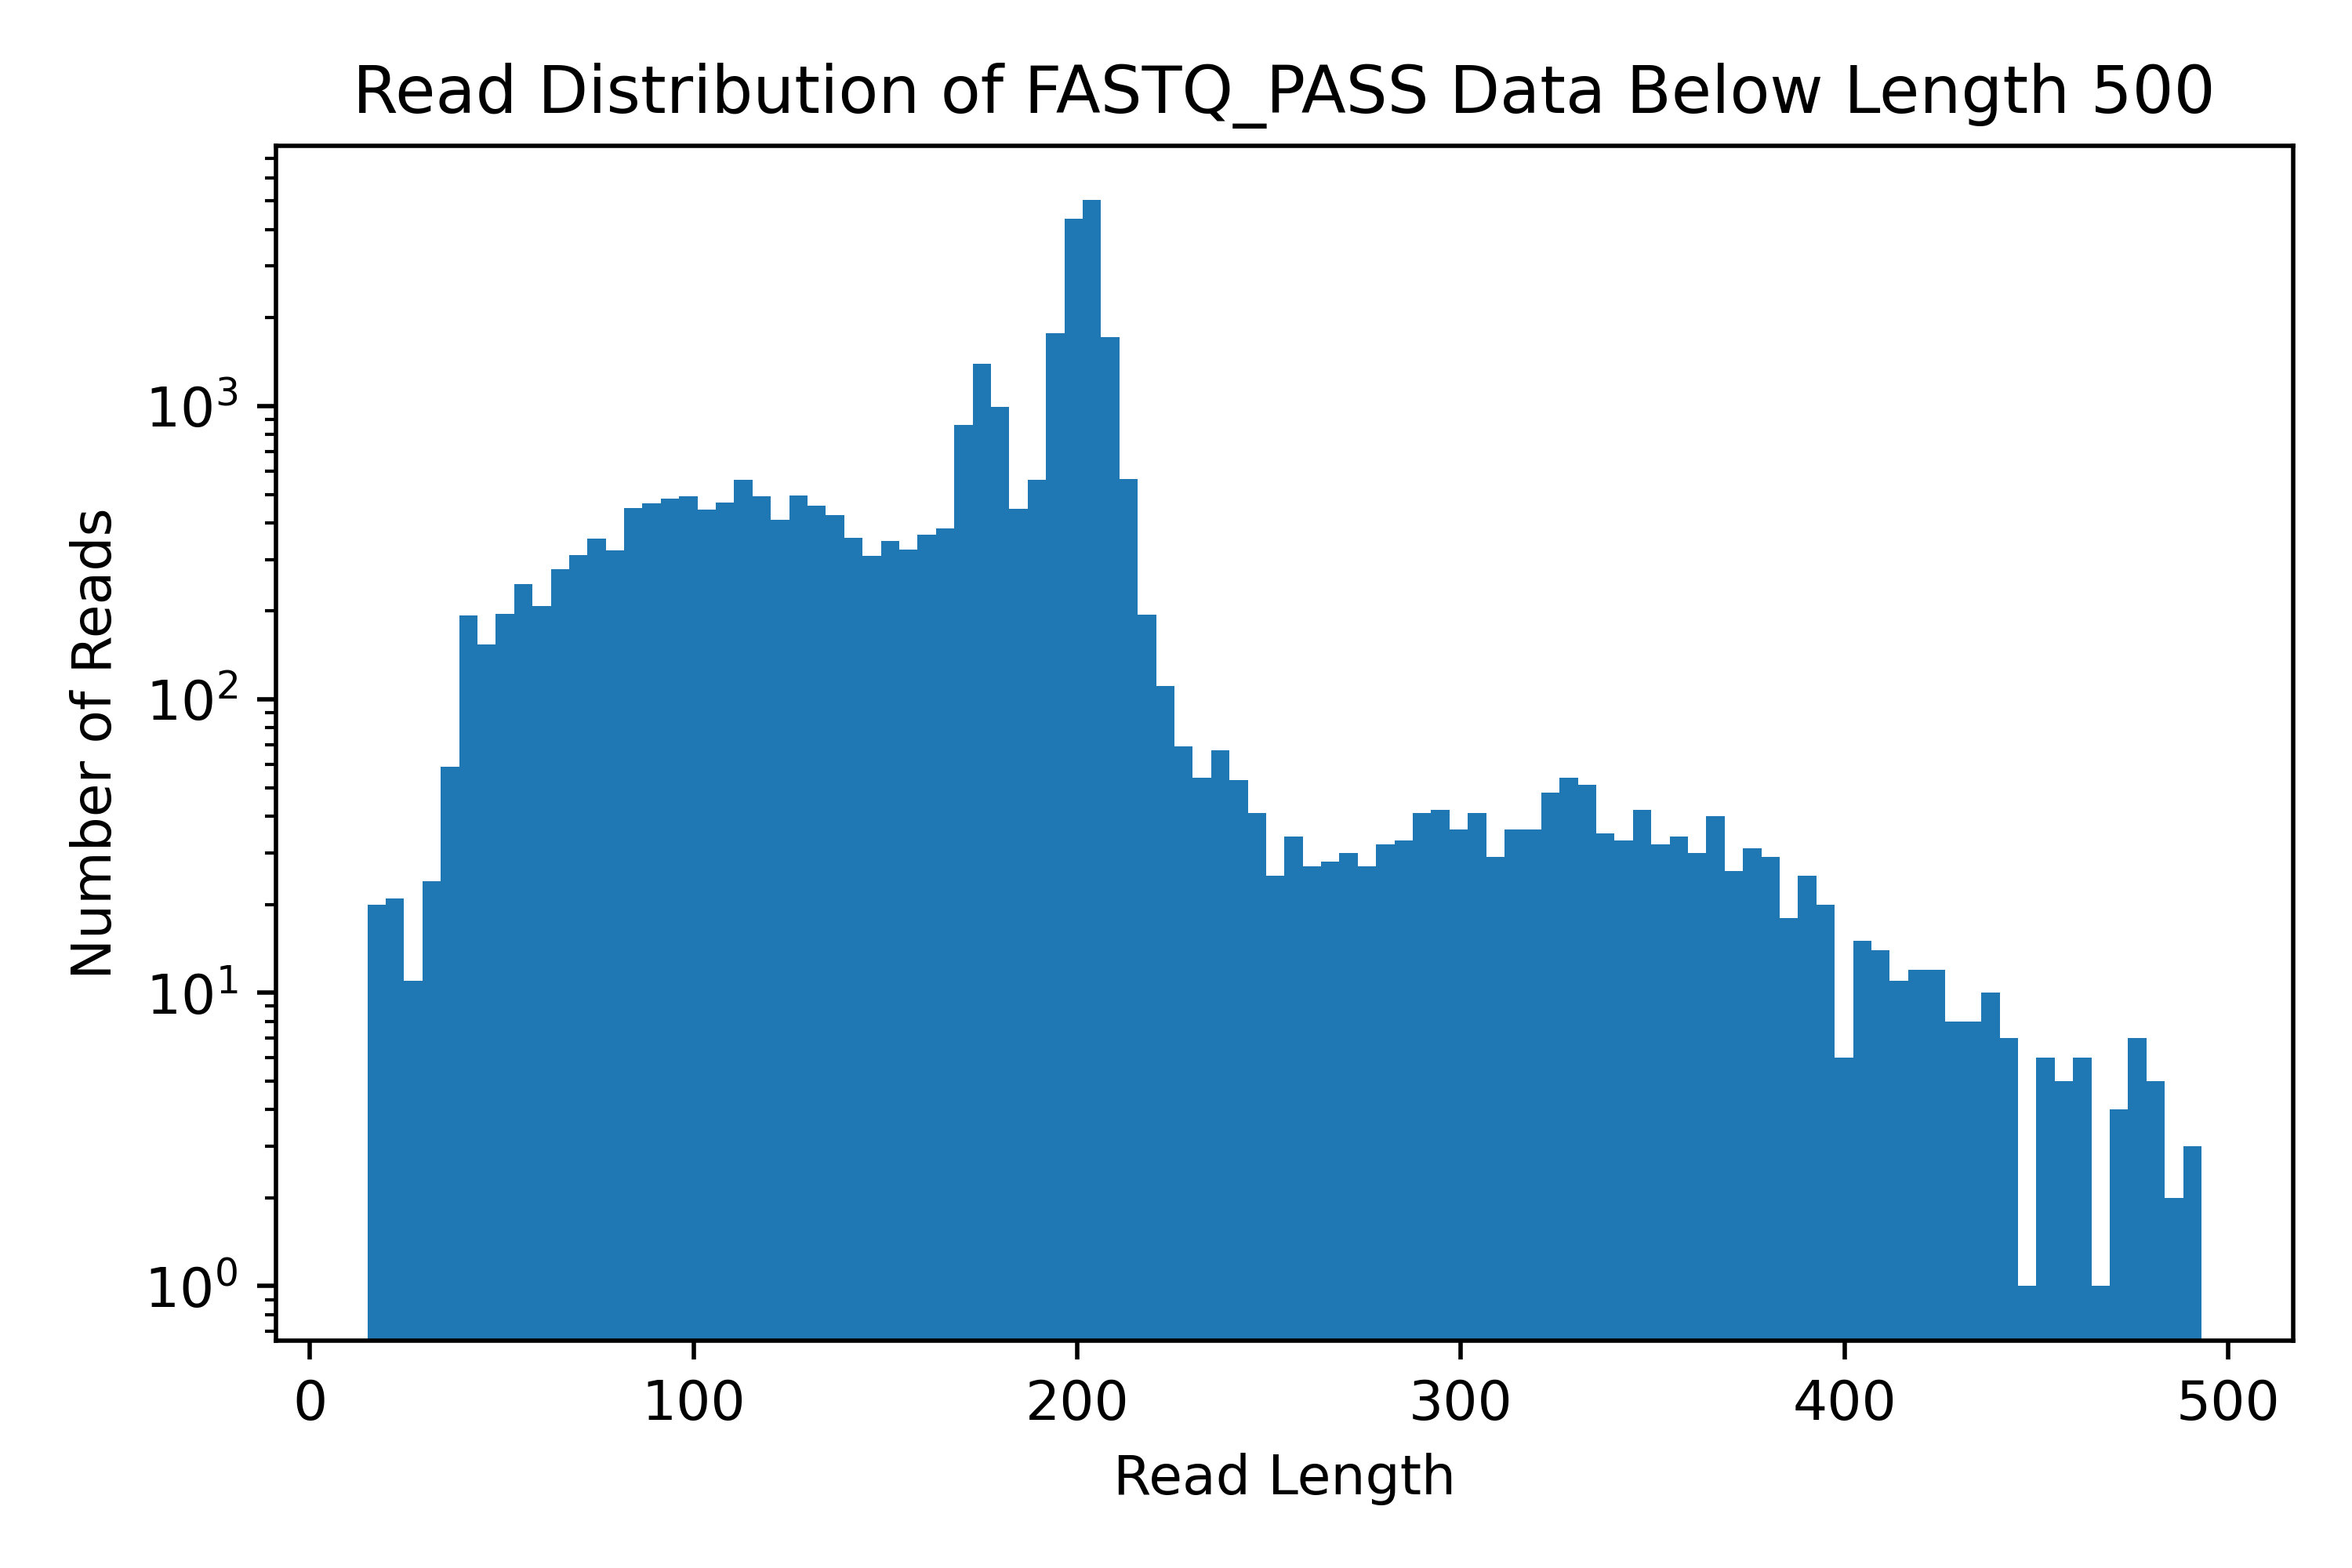 Read Distribution of FASTQ_PASS Data Below Length 500
Number of Reads
10³
10²
10¹
10⁰
0 100 200 300 400 500
Read Length